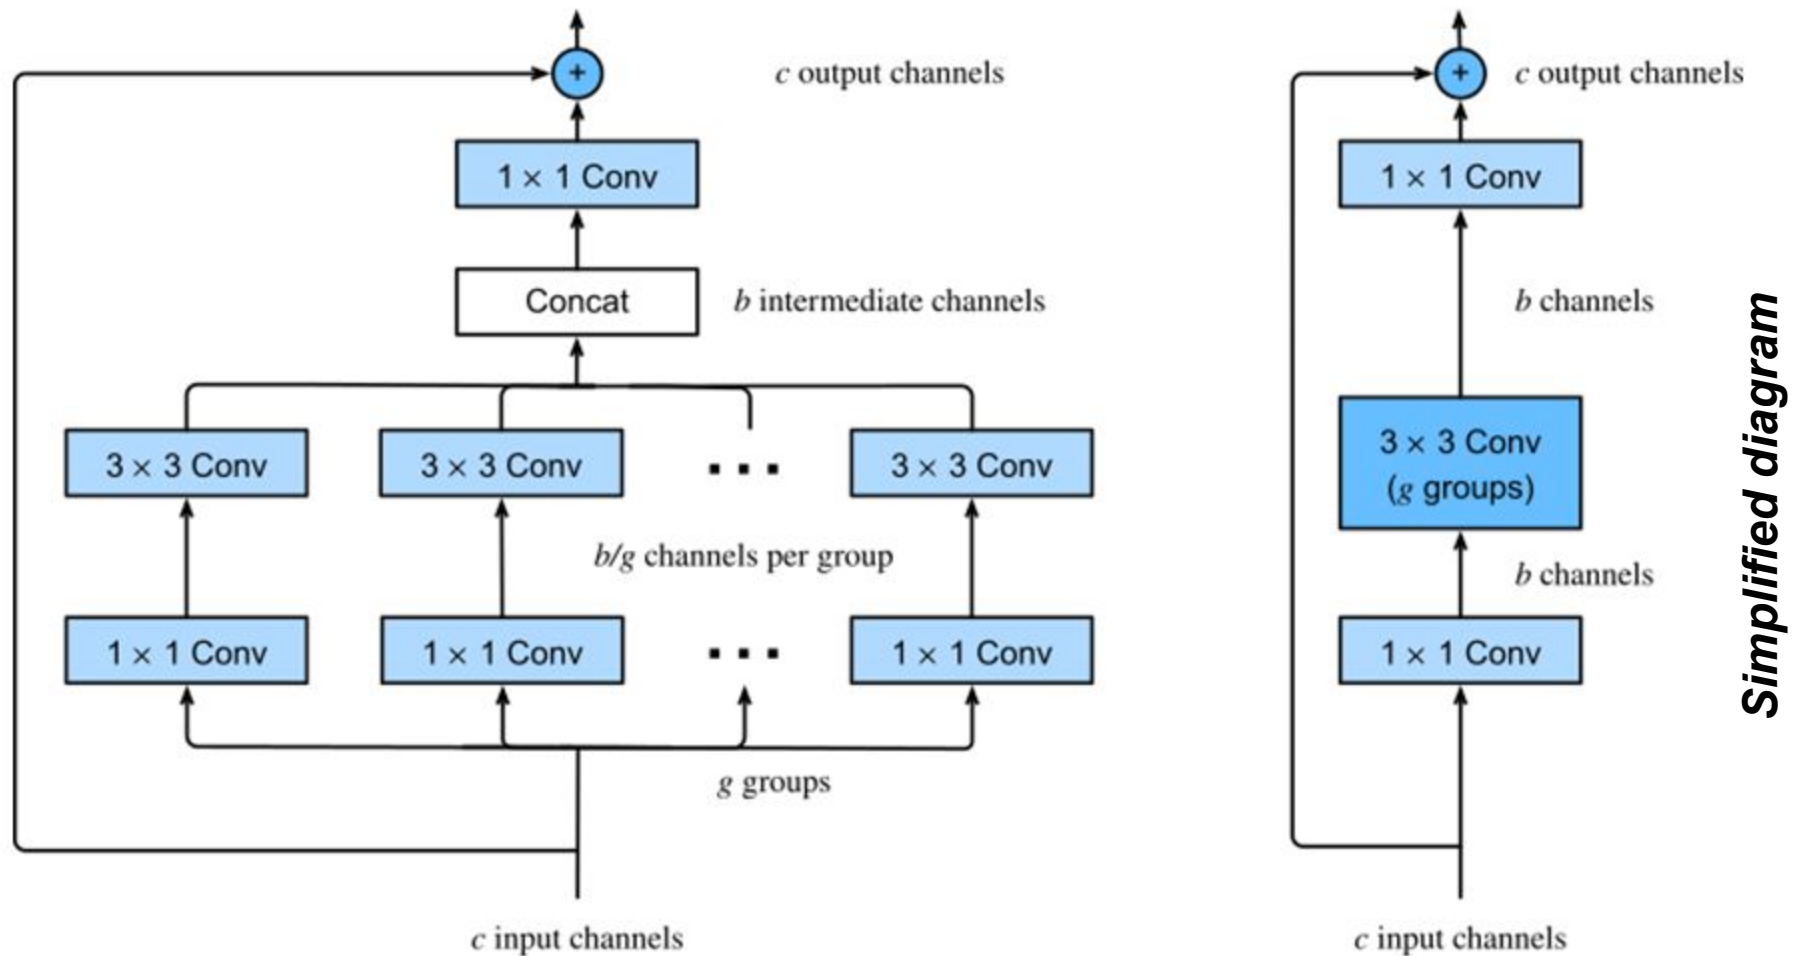 +
c output channels
1 × 1 Conv
Concat
b intermediate channels
3 × 3 Conv
3 × 3 Conv
...
3 × 3 Conv
b/g channels per group
1 × 1 Conv
1 × 1 Conv
...
1 × 1 Conv
g groups
c input channels
+
c output channels
1 × 1 Conv
b channels
3 × 3 Conv
(g groups)
b channels
1 × 1 Conv
c input channels
Simplified diagram